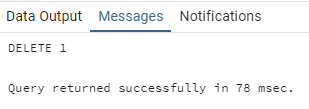 Data Output Messages Notifications
DELETE 1
Query returned successfully in 78 msec.